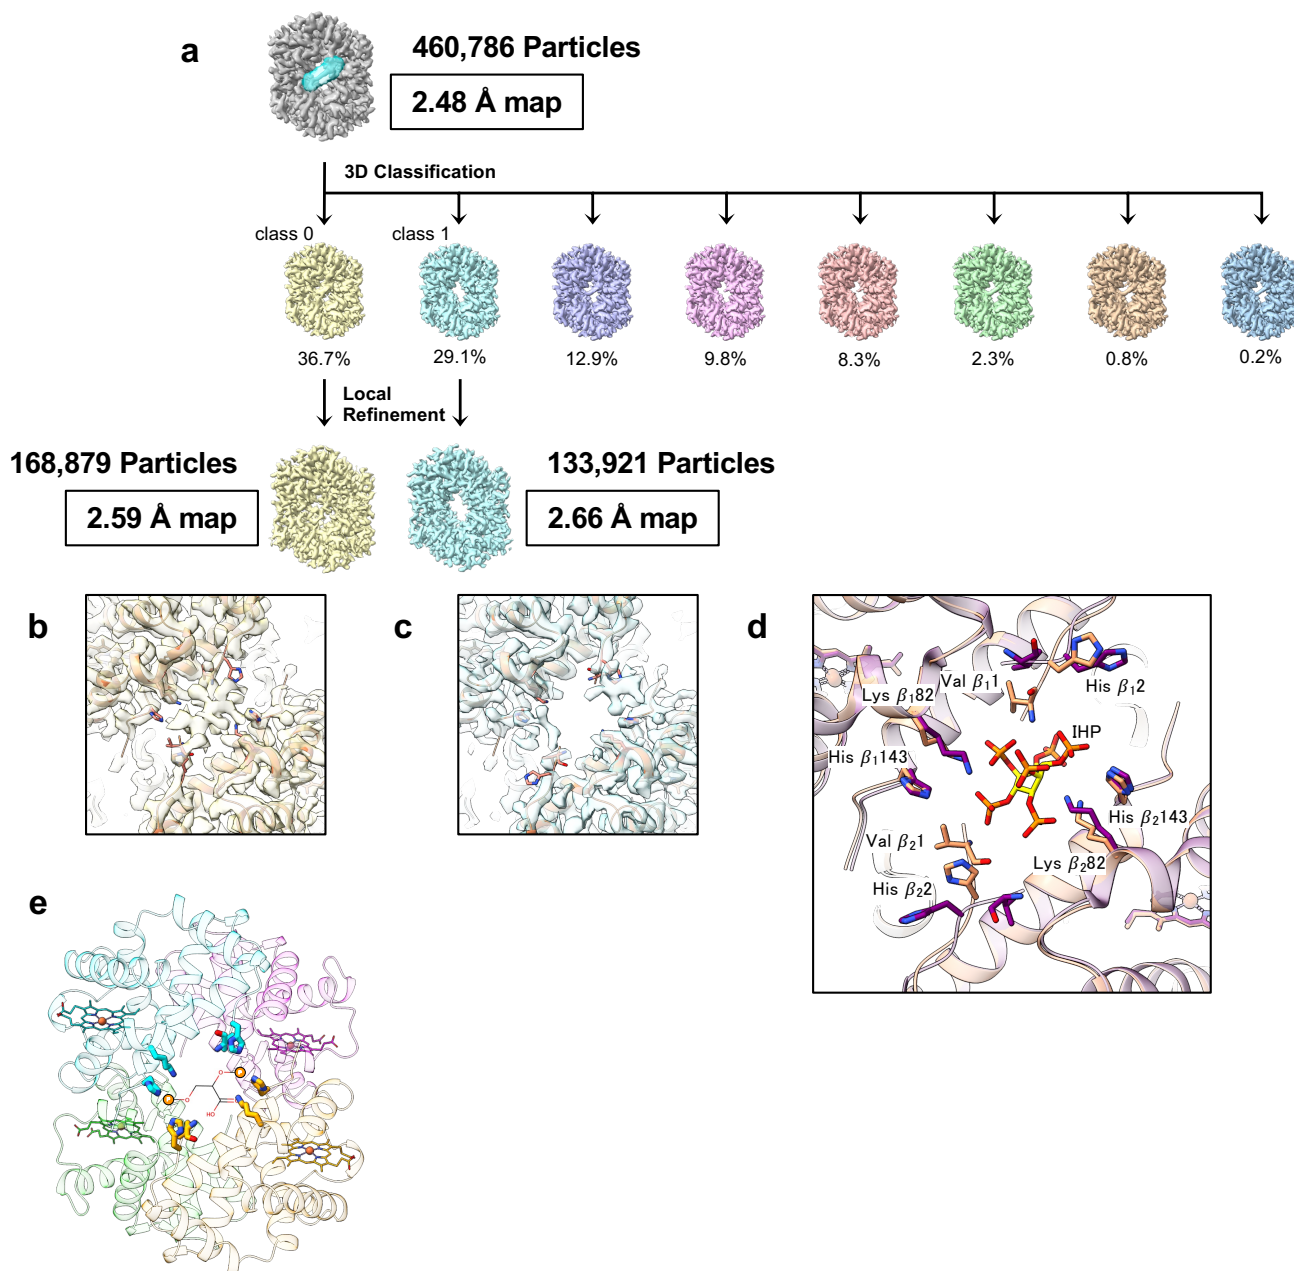 a
460,786 Particles
2.48 Å map
3D Classification
class 0
class 1
36.7%
29.1%
12.9%
9.8%
8.3%
2.3%
0.8%
0.2%
Local
Refinement
168,879 Particles
133,921 Particles
2.59 Å map
2.66 Å map
b
c
d
Val β₁1
His β₁2
Lys β₁82
IHP
His β₁143
His β₂143
Val β₂1
Lys β₂82
His β₂2
e
O
O
O
HO